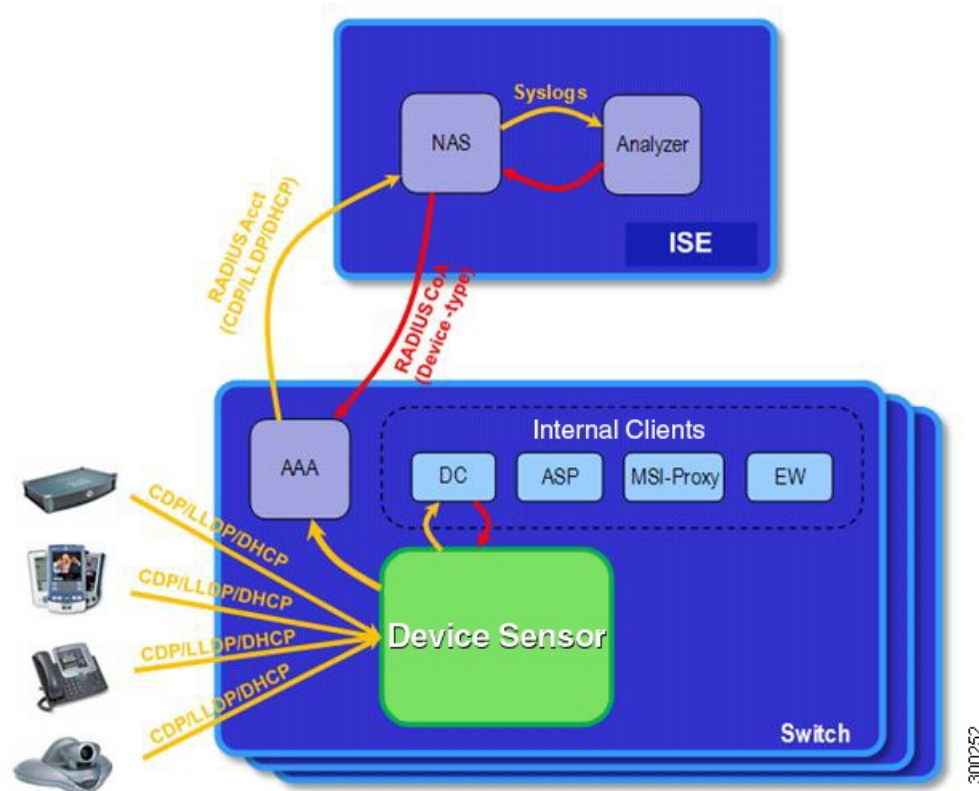 Syslogs
NAS
Analyzer
ISE
RADIUS Acct
(CDP/LLDP/DHCP)
RADIUS CoA
(Device-type)
Internal Clients
AAA
DC
ASP
MSI-Proxy
EW
CDP/LLDP/DHCP
CDP/LLDP/DHCP
CDP/LLDP/DHCP
CDP/LLDP/DHCP
Device Sensor
Switch
300252